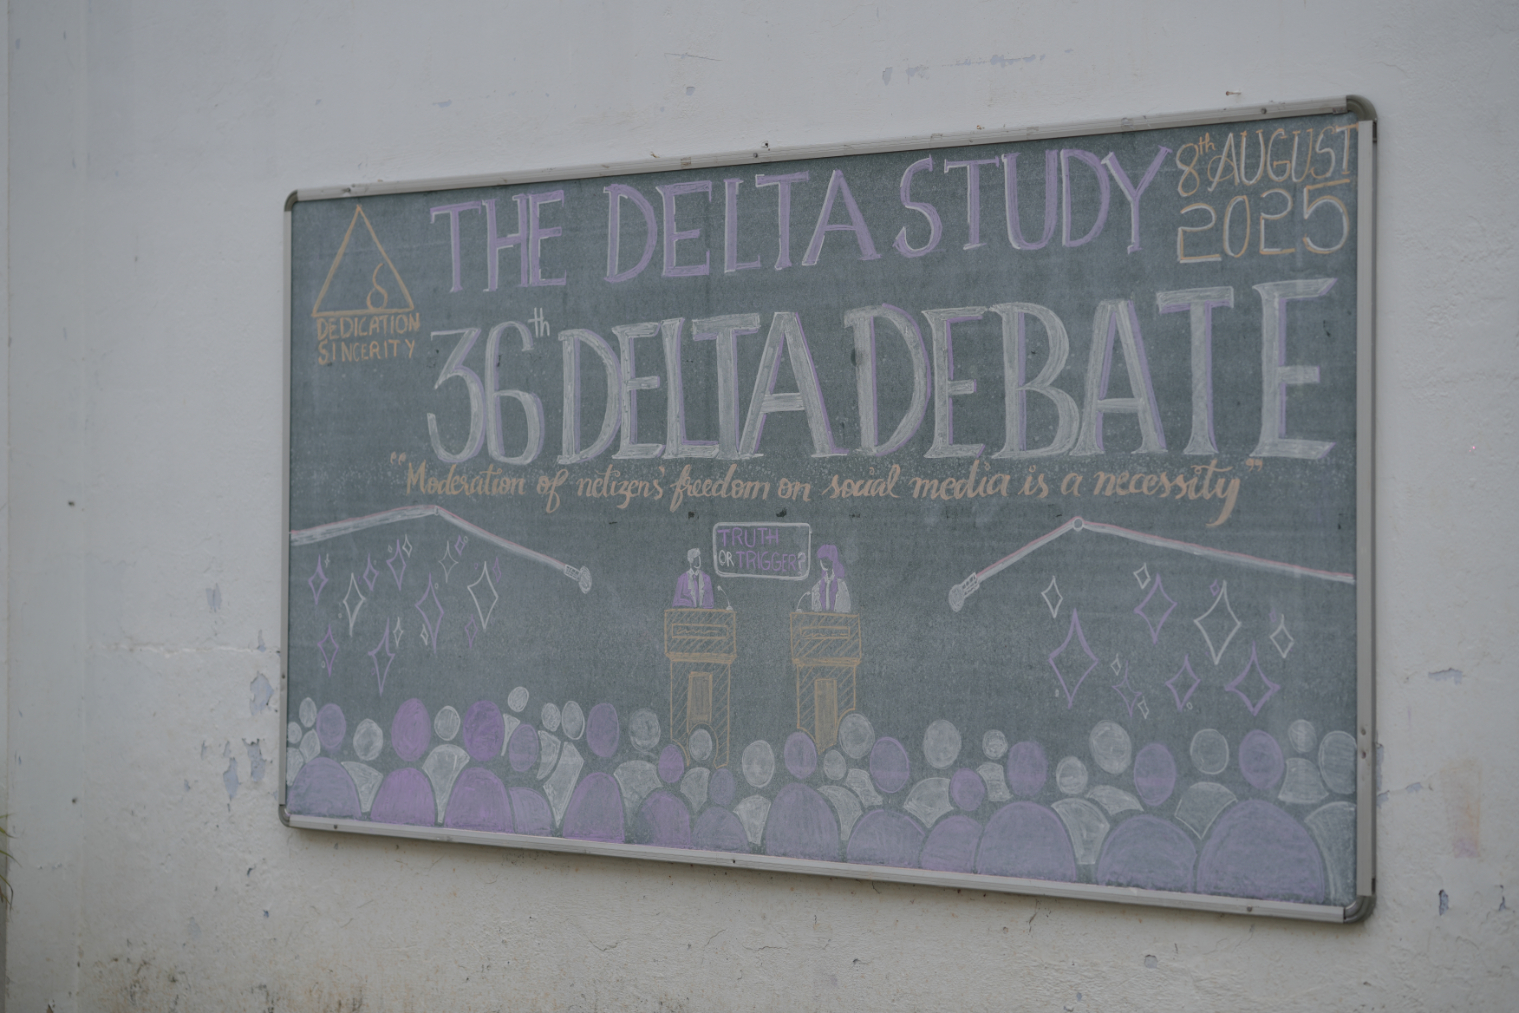 THE DELTA STUDY
8th AUGUST
2025
DEDICATION
SINCERITY
36th DELTA DEBATE
"Moderation of netizen's freedom on social media is a necessity"
TRUTH
OR TRIGGER?